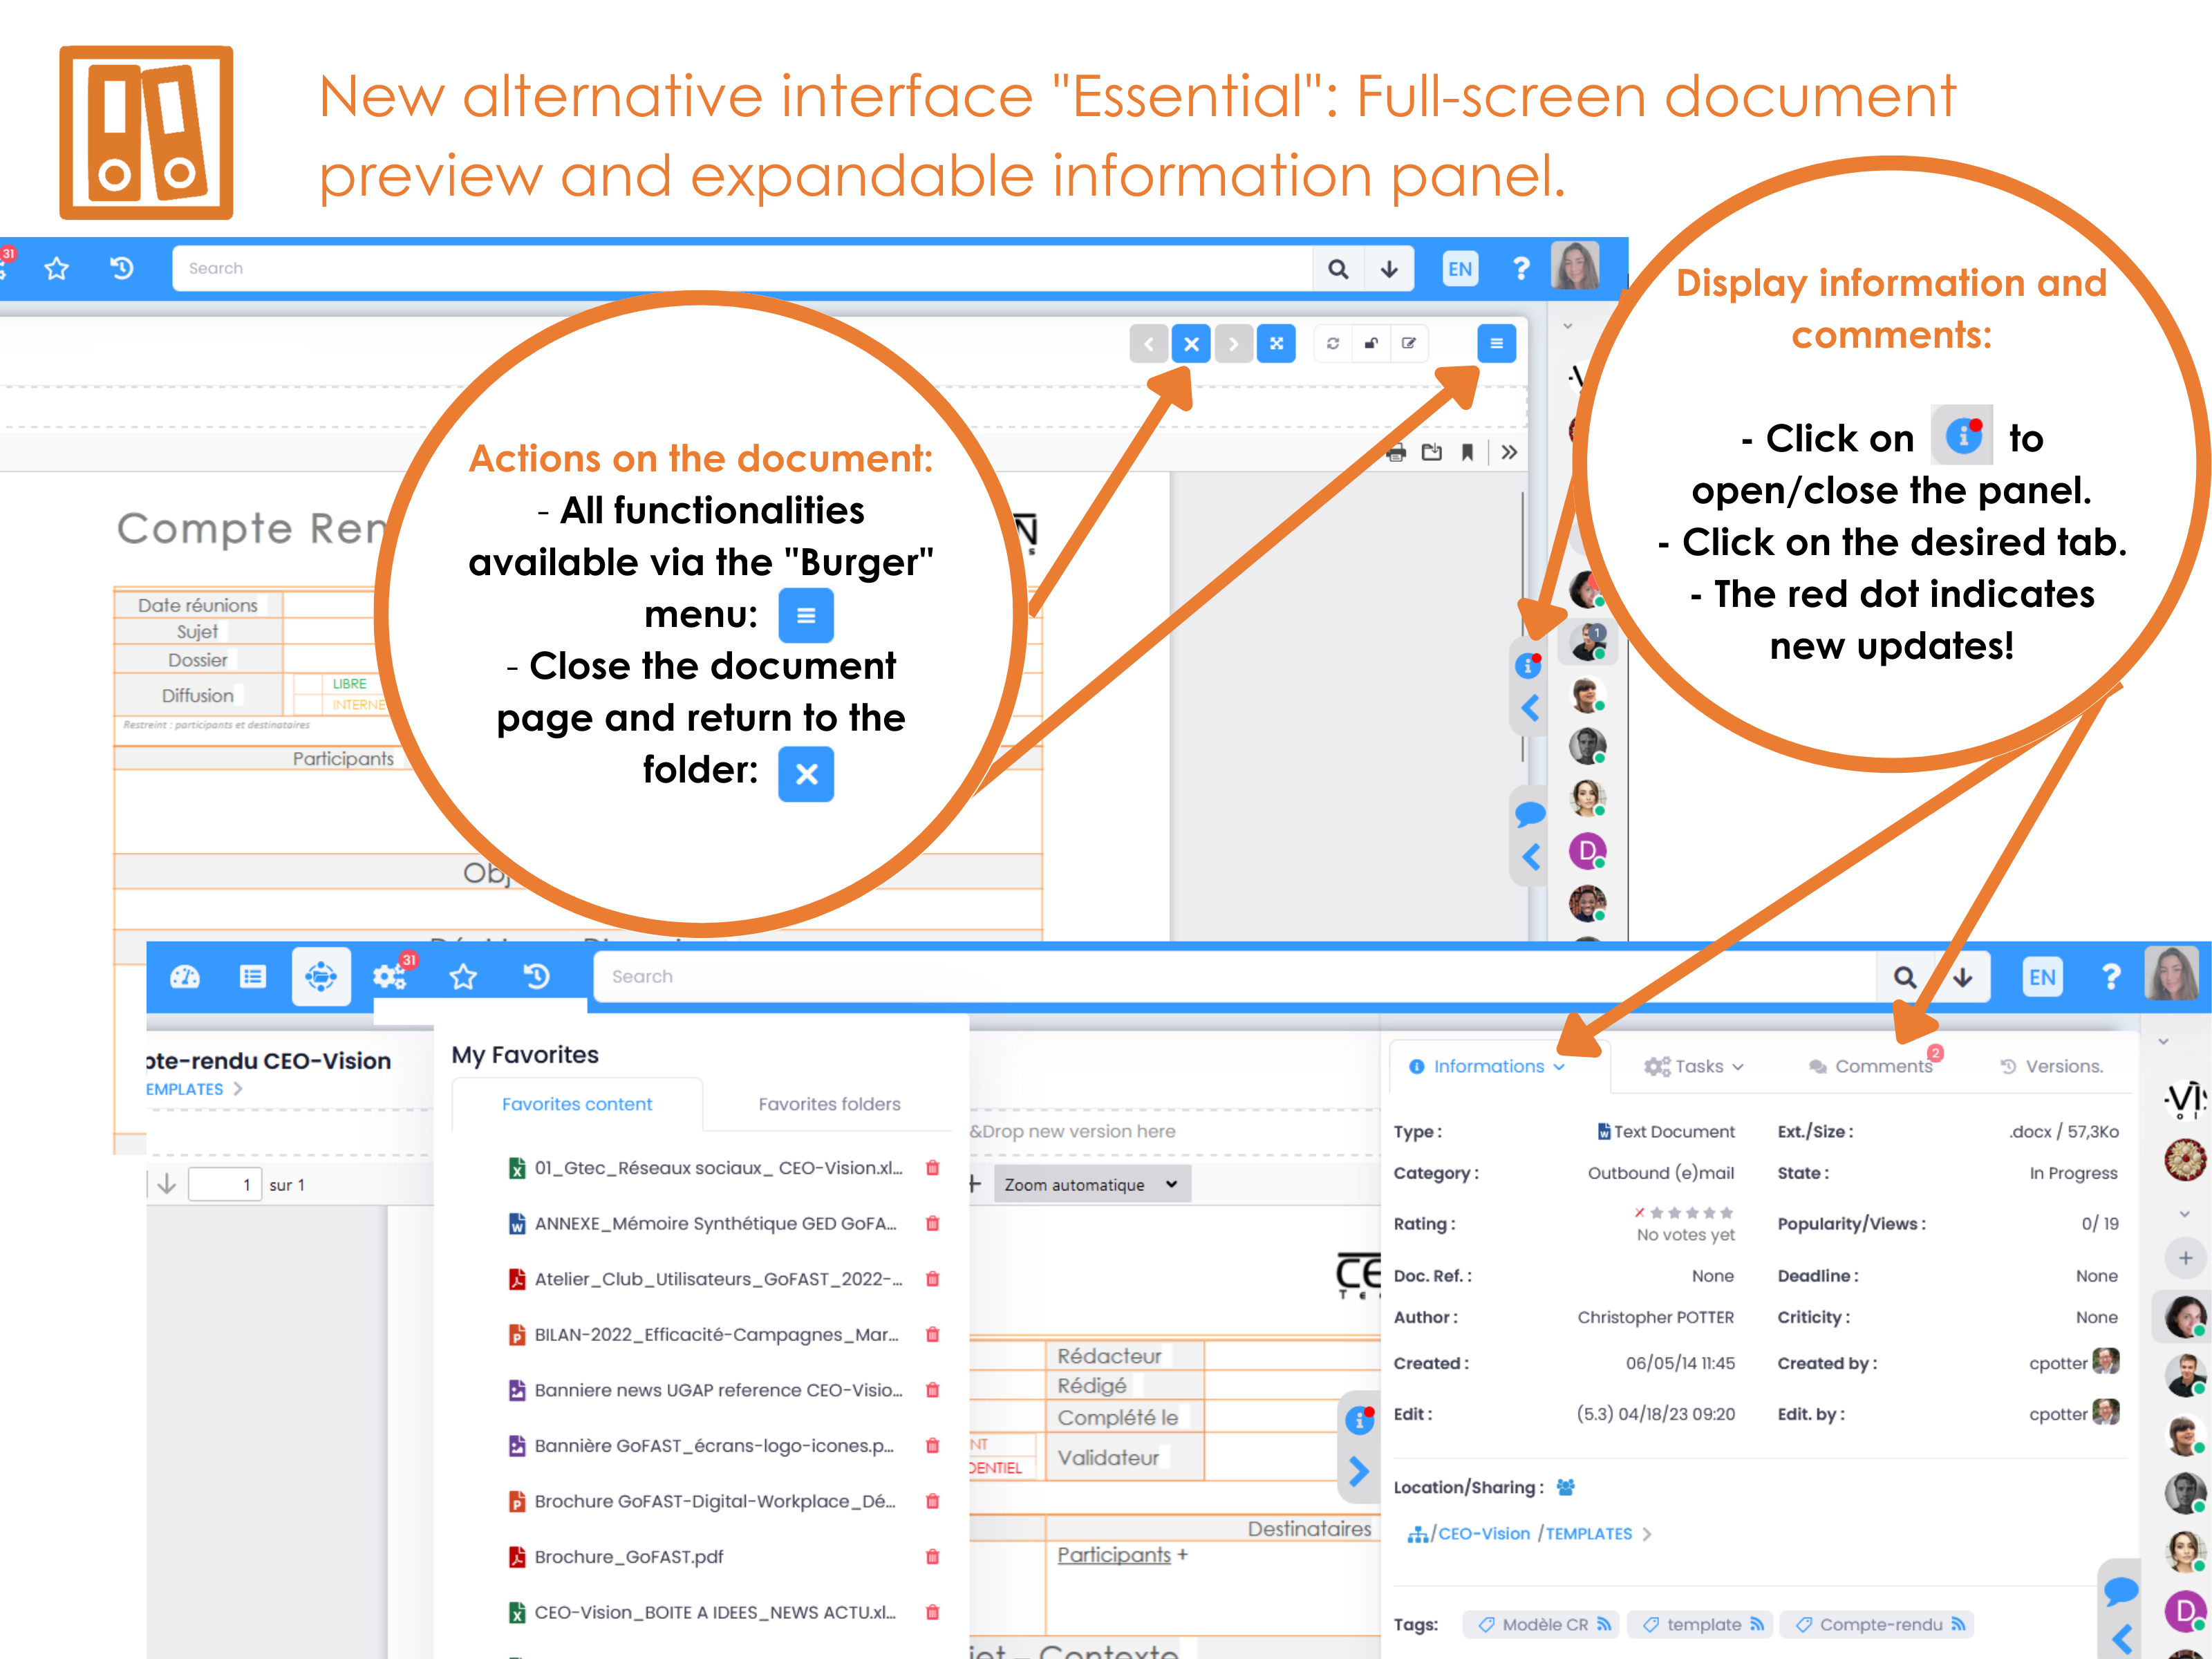 New alternative interface "Essential": Full-screen document
preview and expandable information panel.
31
Search
EN
?
Display information and
comments:
- Click on to
open/close the panel.
- Click on the desired tab.
- The red dot indicates
new updates!
Actions on the document:
- All functionalities
available via the "Burger"
menu:
- Close the document
page and return to the
folder:
Compte Ren
N
Date réunions
Sujet
Dossier
Diffusion
LIBRE
INTERNE
Restreint : participants et destinataires
Participants
Obj
1
D
31
Search
EN
?
pte-rendu CEO-Vision
EMPLATES >
1 sur 1
My Favorites
Favorites content
Favorites folders
01_Gtec_Réseaux sociaux_ CEO-Vision.xl...
ANNEXE_Mémoire Synthétique GED GoFA...
Atelier_Club_Utilisateurs_GoFAST_2022-...
BILAN-2022_Efficacité-Campagnes_Mar...
Banniere news UGAP reference CEO-Visio...
Bannière GoFAST_écrans-logo-icones.p...
Brochure GoFAST-Digital-Workplace_Dé...
Brochure_GoFAST.pdf
CEO-Vision_BOITE A IDEES_NEWS ACTU.xl...
&Drop new version here
+ Zoom automatique
CE
T E
Rédacteur
Rédigé
Complété le
Validateur
NT
DENTIEL
Destinataires
Participants +
jet – Contexte
Informations
Tasks
Comments 2
Versions.
Type : Text Document Ext./Size : .docx / 57,3Ko
Category : Outbound (e)mail State : In Progress
Rating : No votes yet Popularity/Views : 0/ 19
Doc. Ref. : None Deadline : None
Author : Christopher POTTER Criticity : None
Created : 06/05/14 11:45 Created by : cpotter
Edit : (5.3) 04/18/23 09:20 Edit. by : cpotter
Location/Sharing :
/CEO-Vision /TEMPLATES >
Tags: Modèle CR template Compte-rendu
-VI
D